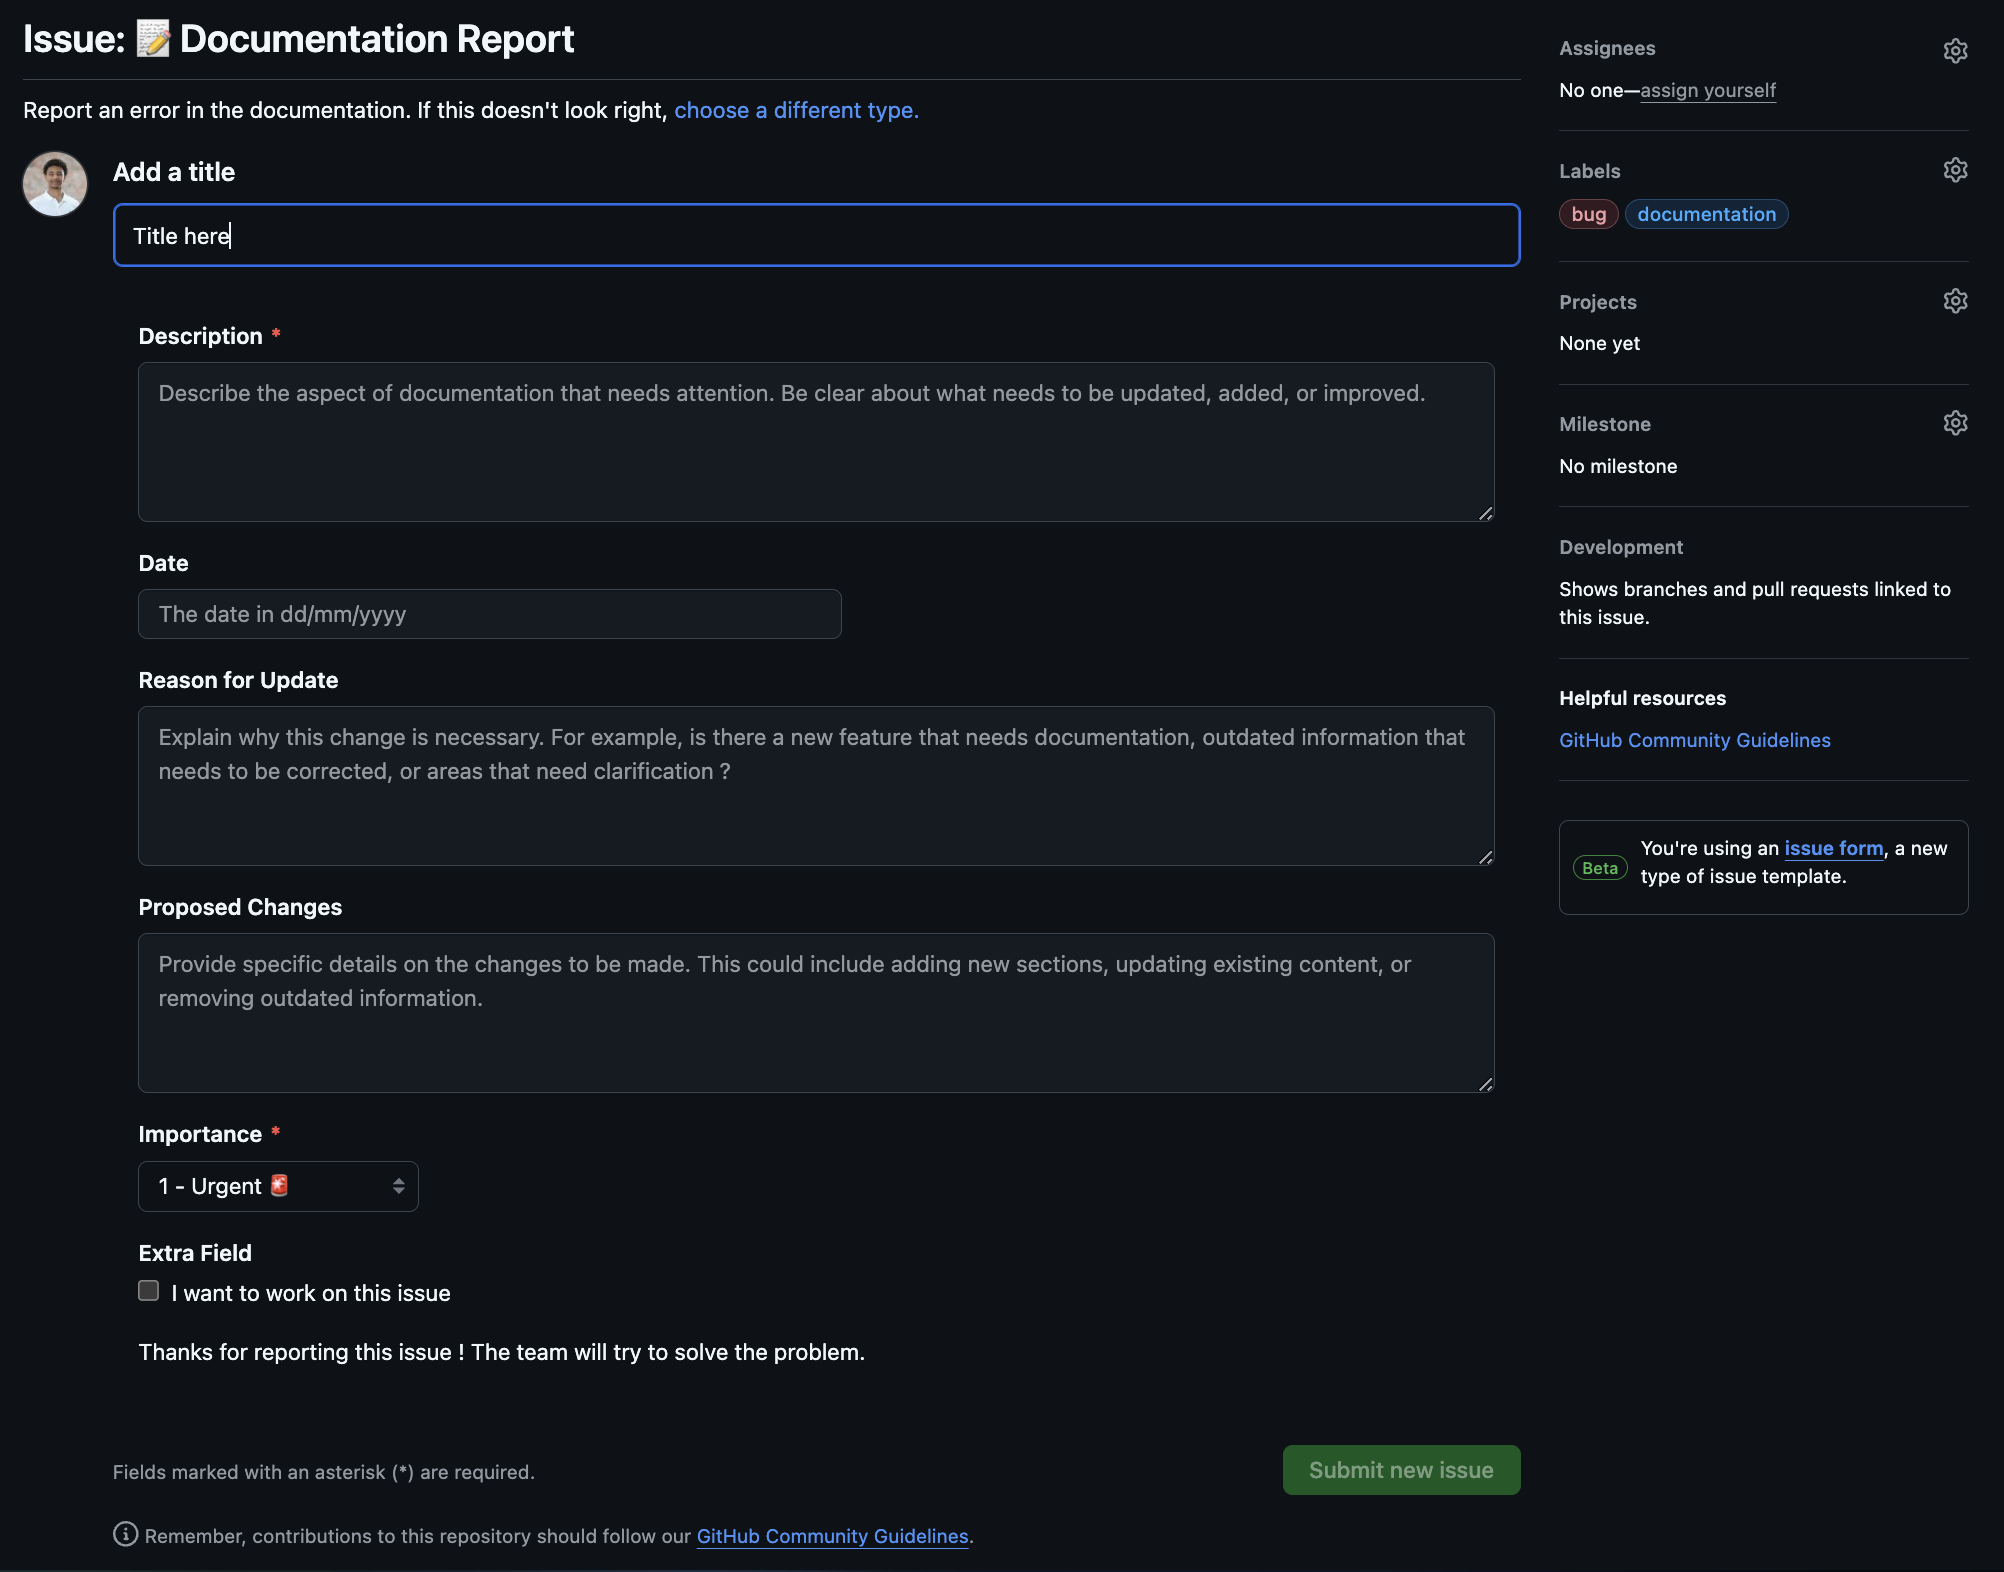 Issue: 📝 Documentation Report
Report an error in the documentation. If this doesn't look right, choose a different type.
Add a title
Title here
Description *
Describe the aspect of documentation that needs attention. Be clear about what needs to be updated, added, or improved.
Date
The date in dd/mm/yyyy
Reason for Update
Explain why this change is necessary. For example, is there a new feature that needs documentation, outdated information that
needs to be corrected, or areas that need clarification ?
Proposed Changes
Provide specific details on the changes to be made. This could include adding new sections, updating existing content, or
removing outdated information.
Importance *
1 - Urgent 🚨
Extra Field
I want to work on this issue
Thanks for reporting this issue ! The team will try to solve the problem.
Fields marked with an asterisk (*) are required.
Submit new issue
Remember, contributions to this repository should follow our GitHub Community Guidelines.
Assignees
No one—assign yourself
Labels
bug documentation
Projects
None yet
Milestone
No milestone
Development
Shows branches and pull requests linked to
this issue.
Helpful resources
GitHub Community Guidelines
Beta
You're using an issue form, a new
type of issue template.